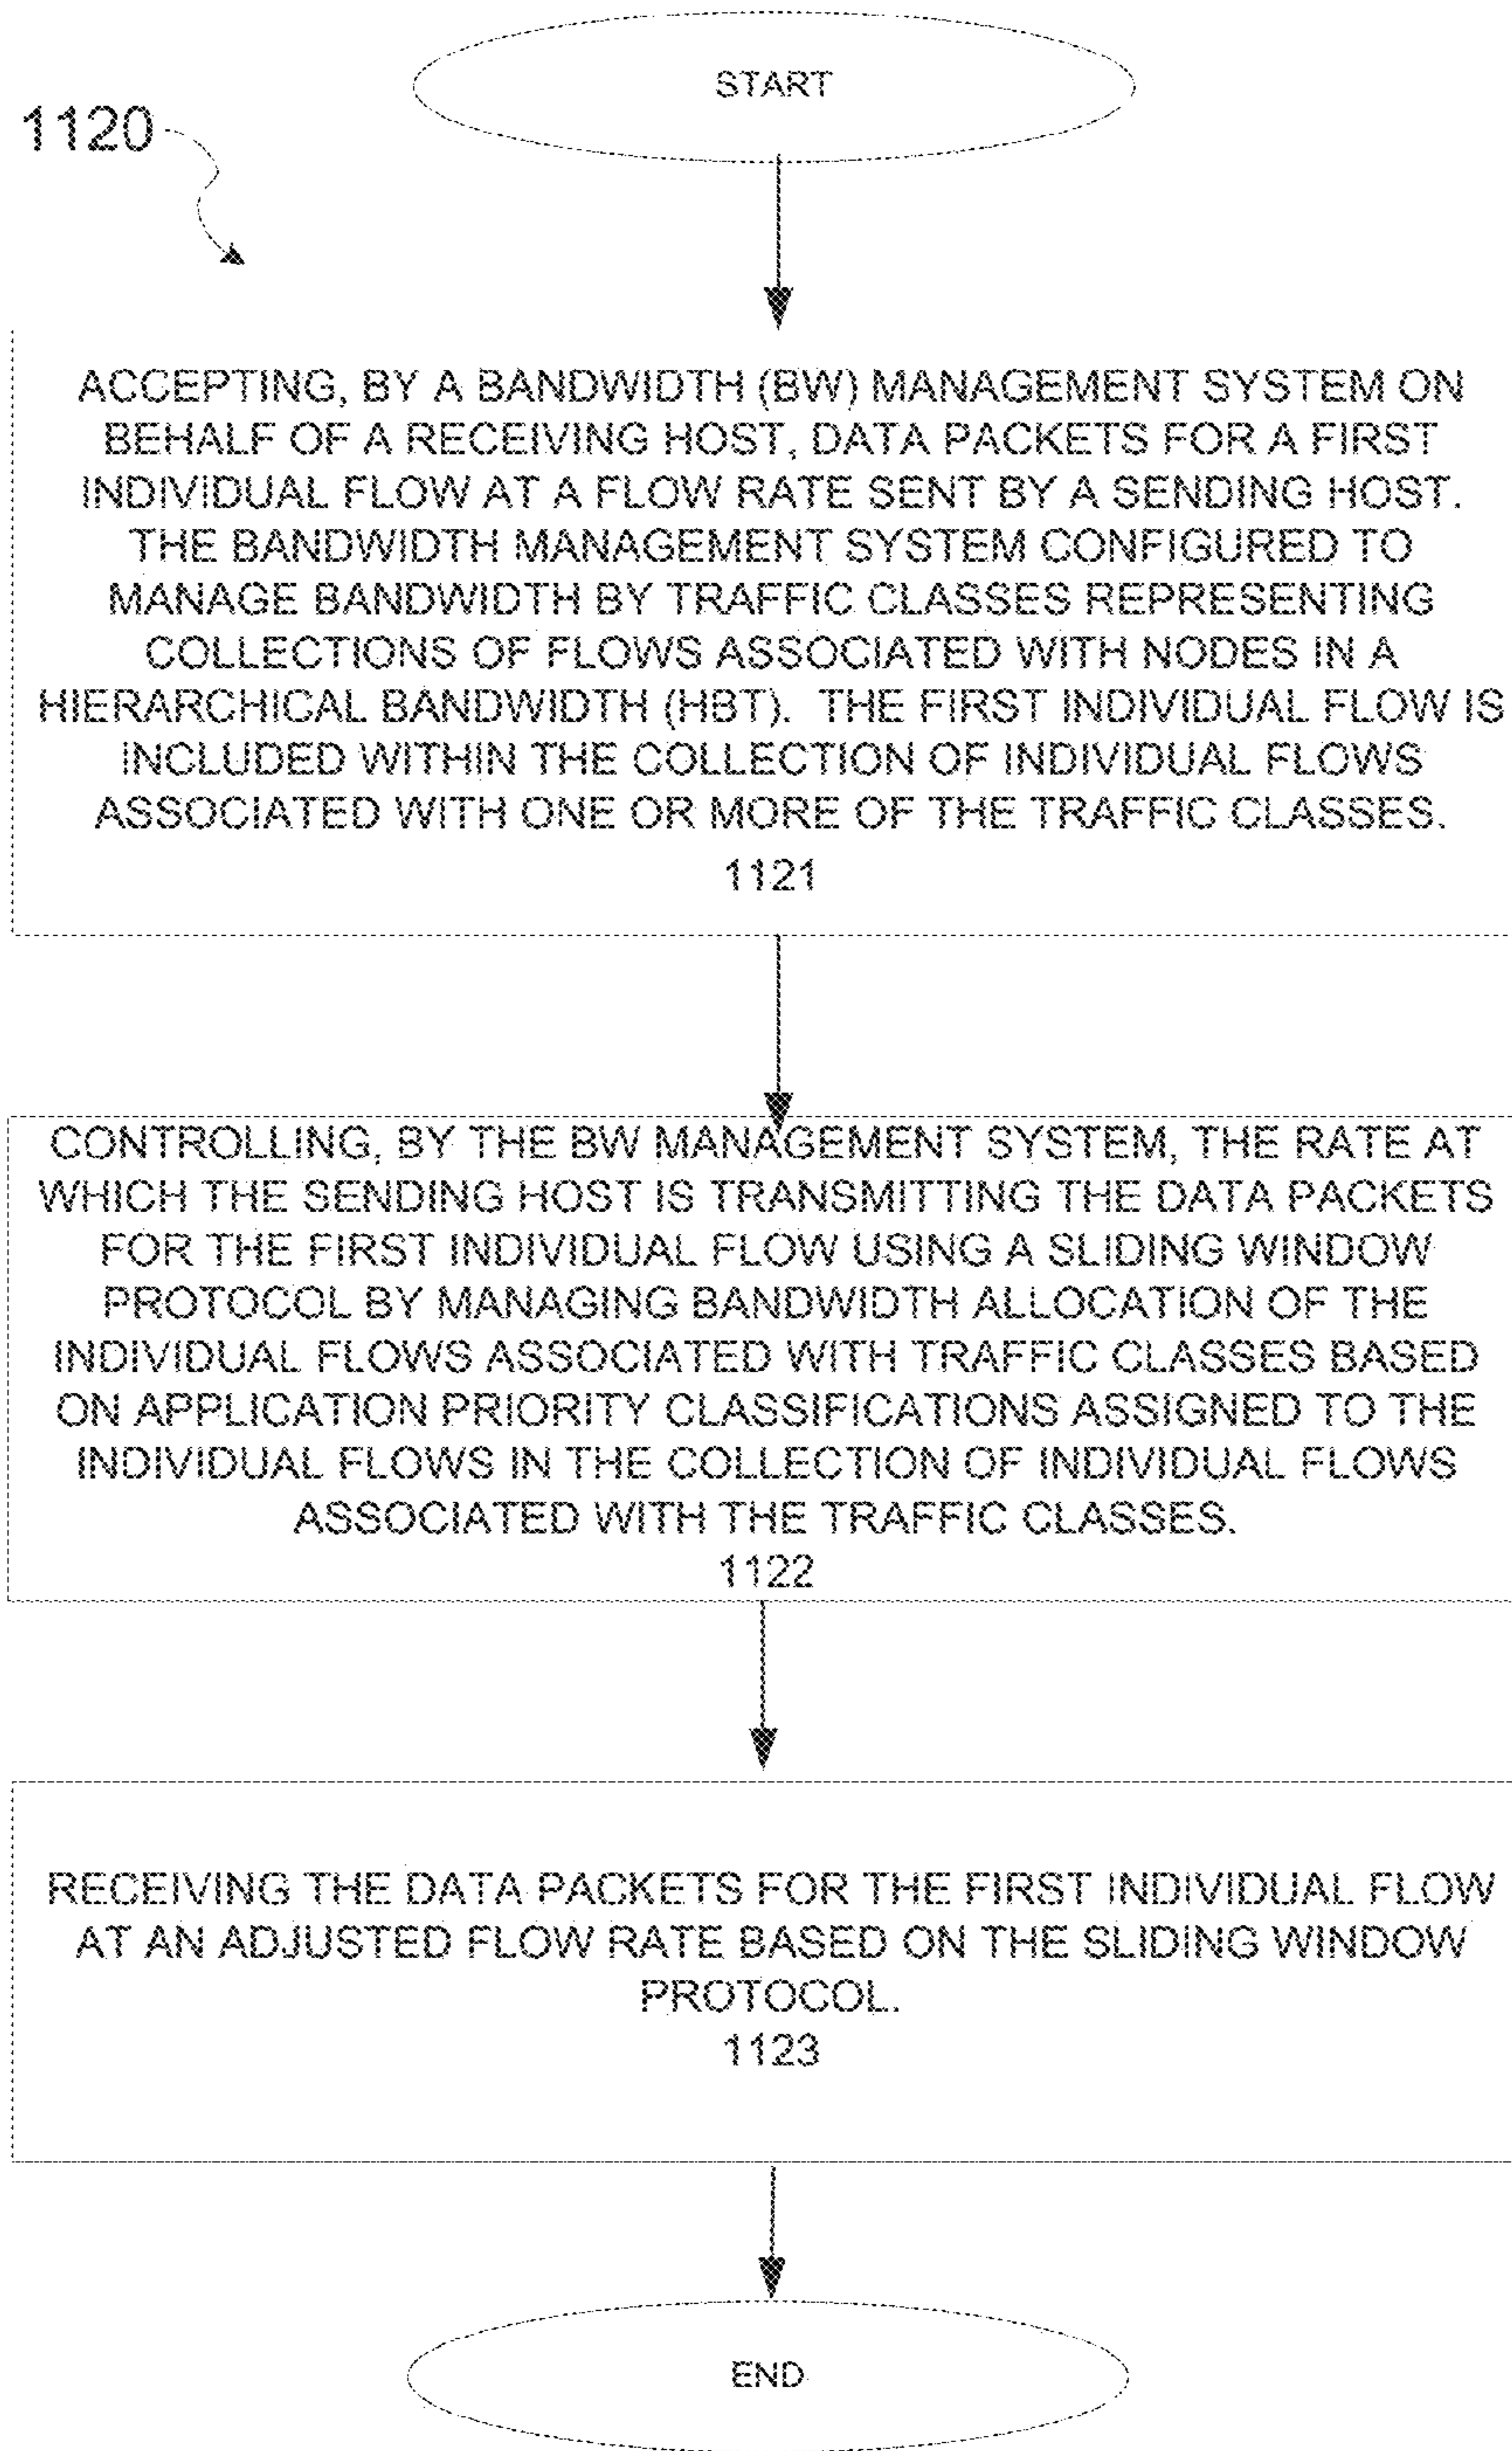 START
1120
ACCEPTING, BY A BANDWIDTH (BW) MANAGEMENT SYSTEM ON
BEHALF OF A RECEIVING HOST, DATA PACKETS FOR A FIRST
INDIVIDUAL FLOW AT A FLOW RATE SENT BY A SENDING HOST.
THE BANDWIDTH MANAGEMENT SYSTEM CONFIGURED TO
MANAGE BANDWIDTH BY TRAFFIC CLASSES REPRESENTING
COLLECTIONS OF FLOWS ASSOCIATED WITH NODES IN A
HIERARCHICAL BANDWIDTH (HBT). THE FIRST INDIVIDUAL FLOW IS
INCLUDED WITHIN THE COLLECTION OF INDIVIDUAL FLOWS
ASSOCIATED WITH ONE OR MORE OF THE TRAFFIC CLASSES.
1121
CONTROLLING, BY THE BW MANAGEMENT SYSTEM, THE RATE AT
WHICH THE SENDING HOST IS TRANSMITTING THE DATA PACKETS
FOR THE FIRST INDIVIDUAL FLOW USING A SLIDING WINDOW
PROTOCOL BY MANAGING BANDWIDTH ALLOCATION OF THE
INDIVIDUAL FLOWS ASSOCIATED WITH TRAFFIC CLASSES BASED
ON APPLICATION PRIORITY CLASSIFICATIONS ASSIGNED TO THE
INDIVIDUAL FLOWS IN THE COLLECTION OF INDIVIDUAL FLOWS
ASSOCIATED WITH THE TRAFFIC CLASSES.
1122
RECEIVING THE DATA PACKETS FOR THE FIRST INDIVIDUAL FLOW
AT AN ADJUSTED FLOW RATE BASED ON THE SLIDING WINDOW
PROTOCOL.
1123
END